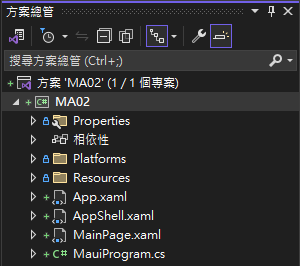 方案總管
搜尋方案總管 (Ctrl+;)
方案 'MA02' (1 / 1 個專案)
C# MA02
Properties
相依性
Platforms
Resources
App.xaml
AppShell.xaml
MainPage.xaml
C# MauiProgram.cs